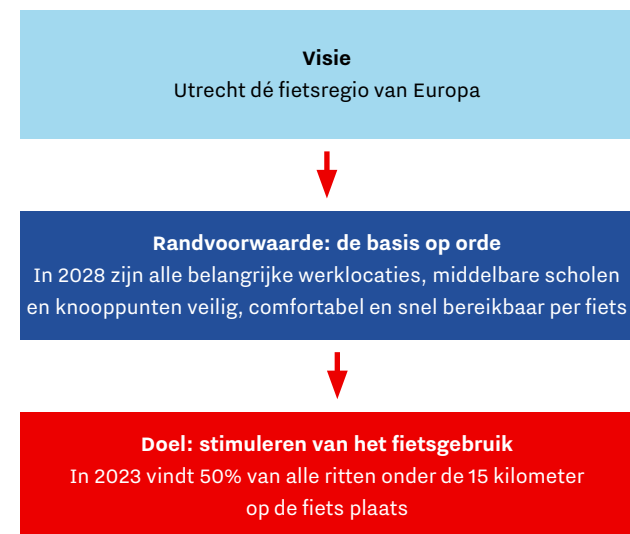 Visie
Utrecht dé fietsregio van Europa
Randvoorwaarde: de basis op orde
In 2028 zijn alle belangrijke werklocaties, middelbare scholen
en knooppunten veilig, comfortabel en snel bereikbaar per fiets
Doel: stimuleren van het fietsgebruik
In 2023 vindt 50% van alle ritten onder de 15 kilometer
op de fiets plaats